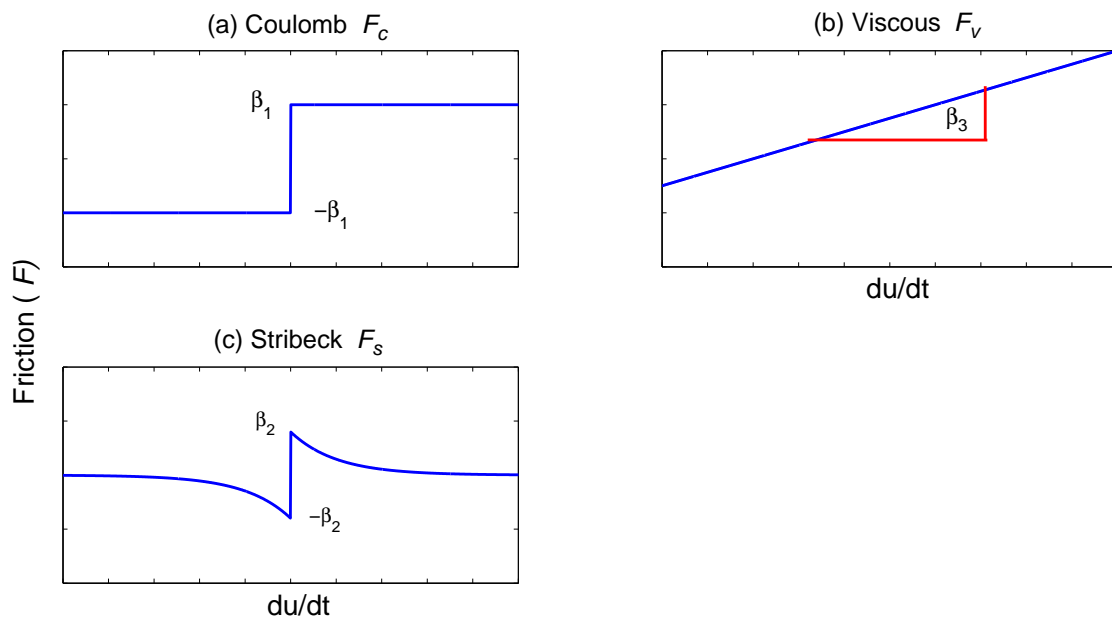 (a) Coulomb F_c
β_1
−β_1
(b) Viscous F_v
β_3
du/dt
Friction ( F)
(c) Stribeck F_s
β_2
−β_2
du/dt